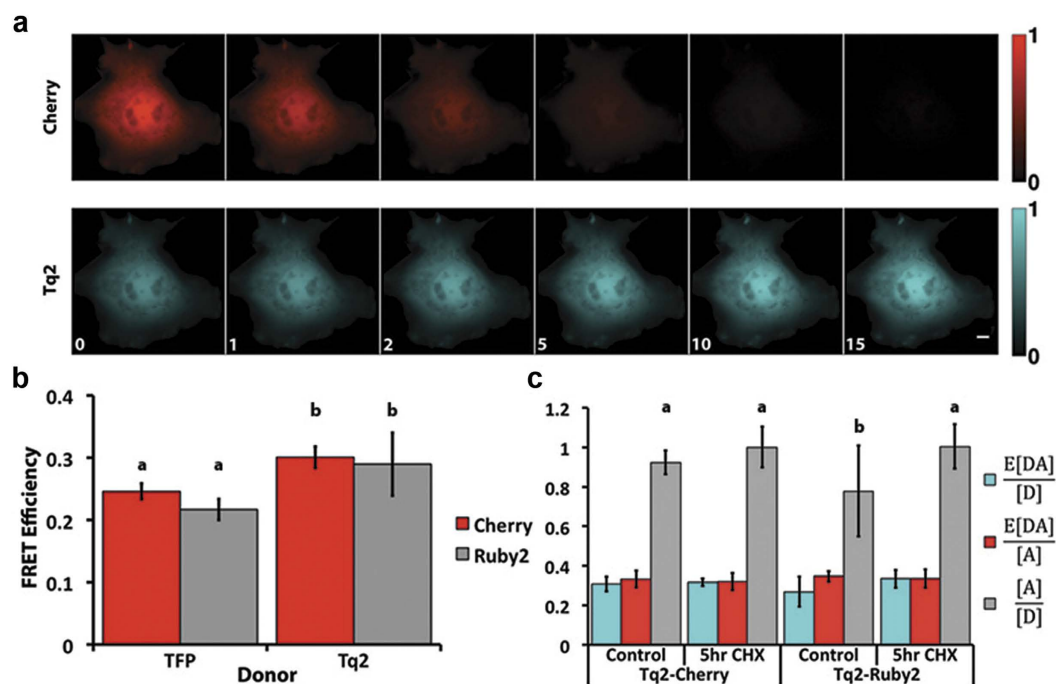 a
Cherry
1
0
Tq2
0 1 2 5 10 15
1
0
b
FRET Efficiency
0.4
0.3
0.2
0.1
0
a a b b
TFP Tq2
Donor
Cherry
Ruby2
c
1.2
1
0.8
0.6
0.4
0.2
0
a a b a
Control 5hr CHX Control 5hr CHX
Tq2-Cherry Tq2-Ruby2
E[DA]
[D]
E[DA]
[A]
[A]
[D]